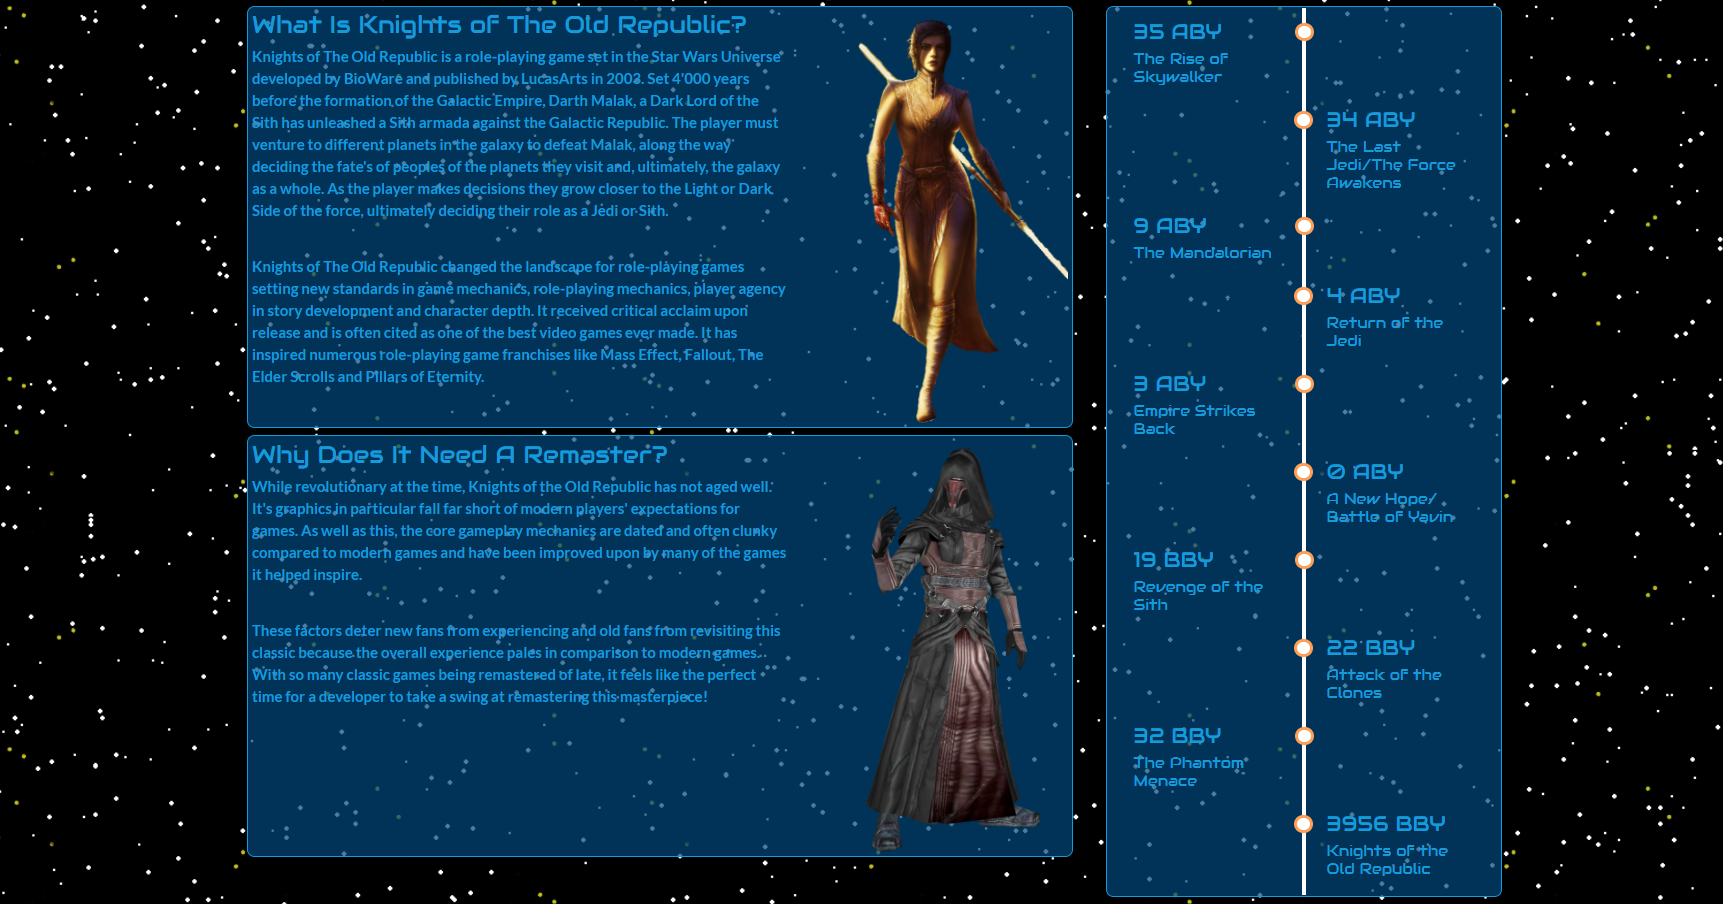 What Is Knights of The Old Republic?
Knights of The Old Republic is a role-playing game set in the Star Wars Universe
developed by BioWare and published by LucasArts in 2003. Set 4'000 years
before the formation of the Galactic Empire, Darth Malak, a Dark Lord of the
Sith has unleashed a Sith armada against the Galactic Republic. The player must
venture to different planets in the galaxy to defeat Malak, along the way
deciding the fate's of peoples of the planets they visit and, ultimately, the galaxy
as a whole. As the player makes decisions they grow closer to the Light or Dark
Side of the force, ultimately deciding their role as a Jedi or Sith.
Knights of The Old Republic changed the landscape for role-playing games
setting new standards in game mechanics, role-playing mechanics, player agency
in story development and character depth. It received critical acclaim upon
release and is often cited as one of the best video games ever made. It has
inspired numerous role-playing game franchises like Mass Effect, Fallout, The
Elder Scrolls and Pillars of Eternity.
Why Does It Need A Remaster?
While revolutionary at the time, Knights of the Old Republic has not aged well.
It's graphics in particular fall far short of modern players' expectations for
games. As well as this, the core gameplay mechanics are dated and often clunky
compared to modern games and have been improved upon by many of the games
it helped inspire.
These factors deter new fans from experiencing and old fans from revisiting this
classic because the overall experience pales in comparison to modern games.
With so many classic games being remastered of late, it feels like the perfect
time for a developer to take a swing at remastering this masterpiece!
35 ABY
The Rise of
Skywalker
34 ABY
The Last
Jedi/The Force
Awakens
9 ABY
The Mandalorian
4 ABY
Return of the
Jedi
3 ABY
Empire Strikes
Back
0 ABY
A New Hope/
Battle of Yavin
19 BBY
Revenge of the
Sith
22 BBY
Attack of the
Clones
32 BBY
The Phantom
Menace
3956 BBY
Knights of the
Old Republic